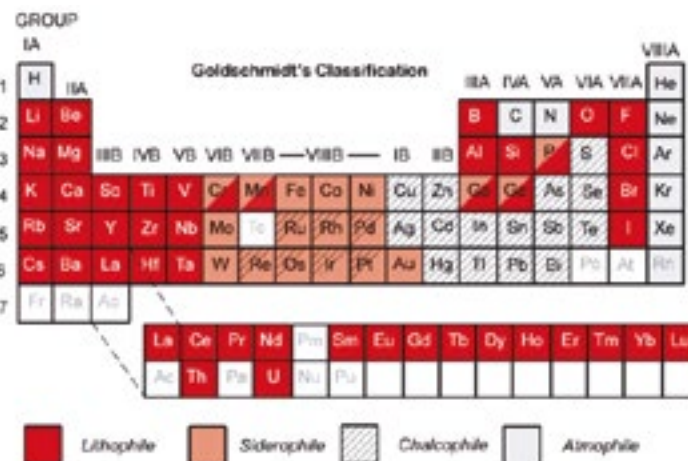 GROUP
IA VIIIA
1 H IIA Goldschmidt's Classification IIIA IVA VA VIA VIIA He
2 Li Be B C N O F Ne
3 Na Mg IIIB IVB VB VIB VIIB VIIIB IB IIB Al Si P S Cl Ar
4 K Ca Sc Ti V Cr Mn Fe Co Ni Cu Zn Ga Ge As Se Br Kr
5 Rb Sr Y Zr Nb Mo Tc Ru Rh Pd Ag Cd In Sn Sb Te I Xe
6 Cs Ba La Hf Ta W Re Os Ir Pt Au Hg Tl Pb Bi Po At Rn
7 Fr Ra Ac
La Ce Pr Nd Pm Sm Eu Gd Tb Dy Ho Er Tm Yb Lu
Ac Th Pa U Nu Pu
Lithophile Siderophile Chalcophile Atmophile